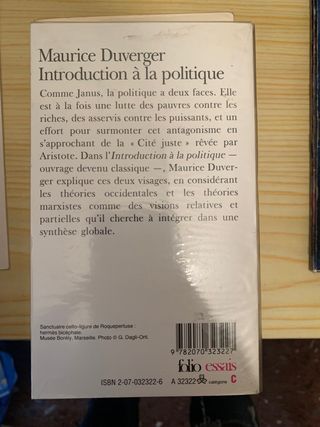 Maurice Duverger
Introduction à la politique
Comme Janus, la politique a deux faces. Elle
est à la fois une lutte des pauvres contre les
riches, des asservis contre les puissants, et
un effort pour surmonter cet antagonisme en
s'approchant de la « Cité juste » rêvée par
Aristote. Dans l'Introduction à la politique —
ouvrage devenu classique —, Maurice Duver-
ger explique ces deux visages, en considérant
les théories occidentales et les théories
marxistes comme des visions relatives et
partielles qu'il cherche à intégrer dans une
synthèse globale.
Sanctuaire celto-ligure de Roquepertuse :
hermès bicéphale.
Musée Borély, Marseille. Photo © G. Dagli-Orti.
9 782070 323227
folio essais
ISBN 2-07-032322-6 A 32322 catégorie C